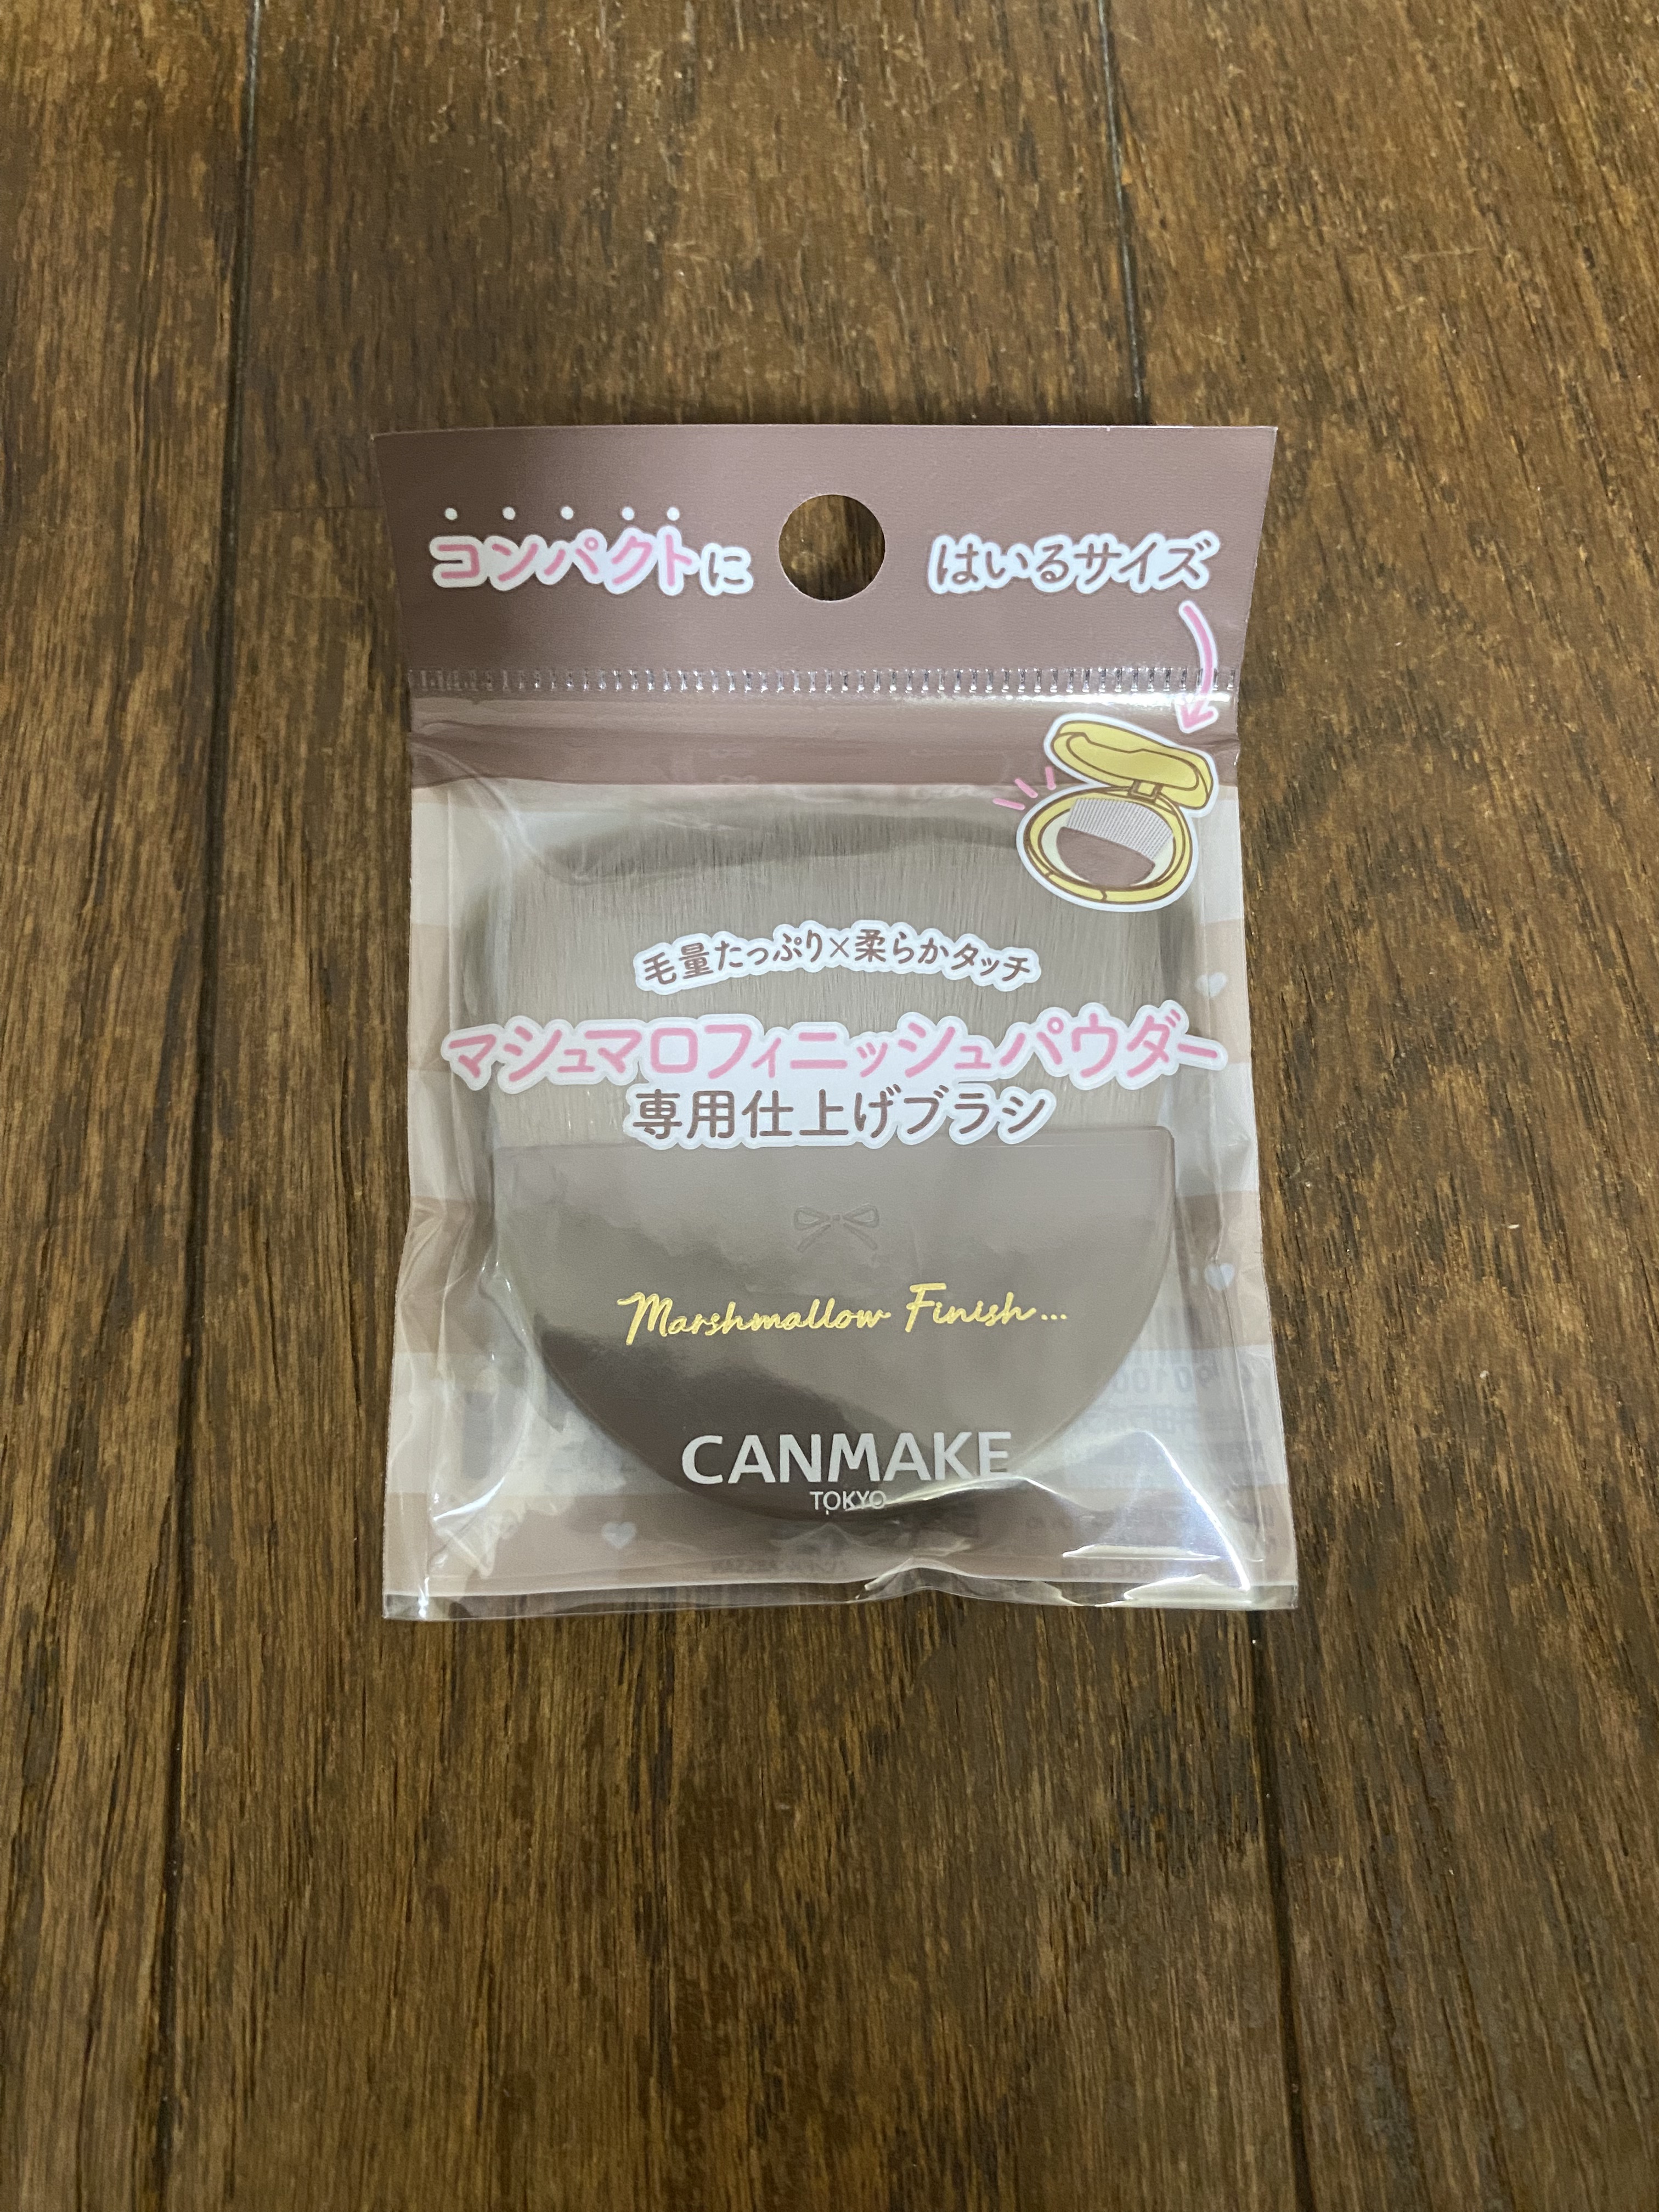 コンパクトに はいるサイズ
毛量たっぷり×柔らかタッチ
マシュマロフィニッシュパウダー
専用仕上げブラシ
Marshmallow Finish...
CANMAKE
TOKYO